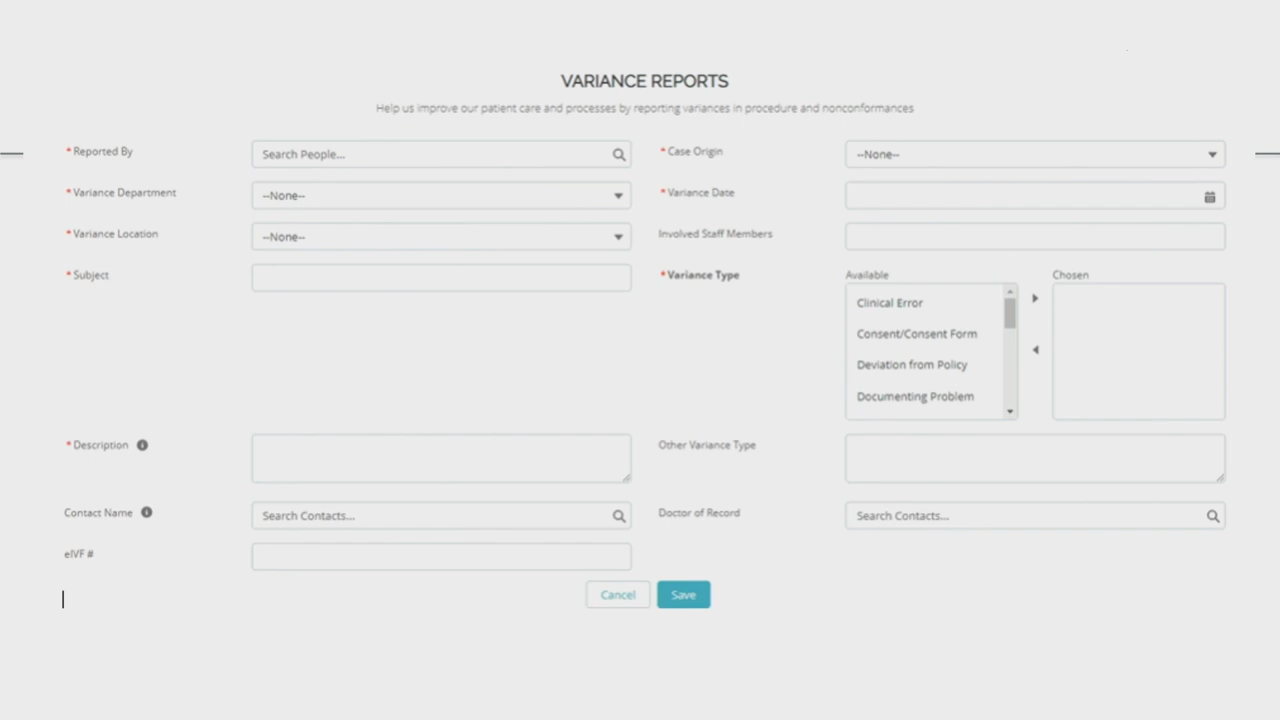 VARIANCE REPORTS
Help us improve our patient care and processes by reporting variances in procedure and nonconformances
* Reported By
Search People...
* Case Origin
--None--
* Variance Department
--None--
* Variance Date
* Variance Location
--None--
Involved Staff Members
* Subject
* Variance Type
Available
Chosen
Clinical Error
Consent/Consent Form
Deviation from Policy
Documenting Problem
* Description
Other Variance Type
Contact Name
Search Contacts...
Doctor of Record
Search Contacts...
eIVF #
Cancel
Save